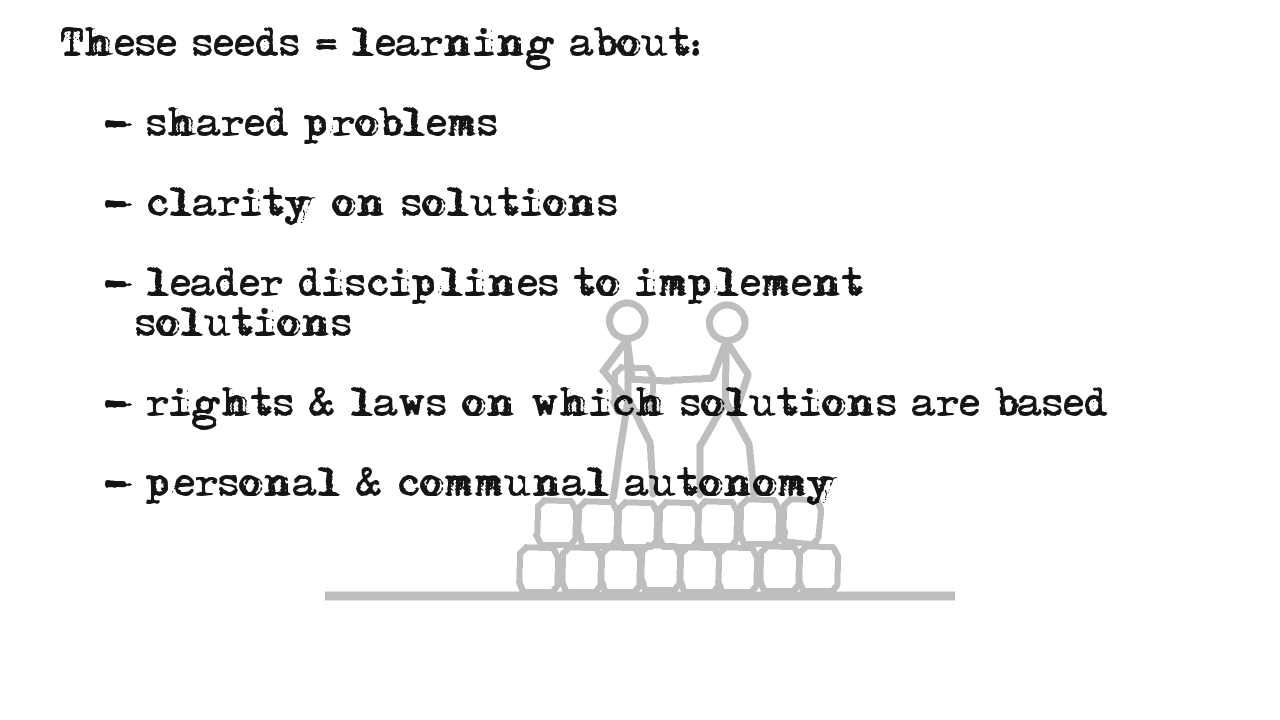 These seeds = learning about:
- shared problems
- clarity on solutions
- leader disciplines to implement
solutions
- rights & laws on which solutions are based
- personal & communal autonomy